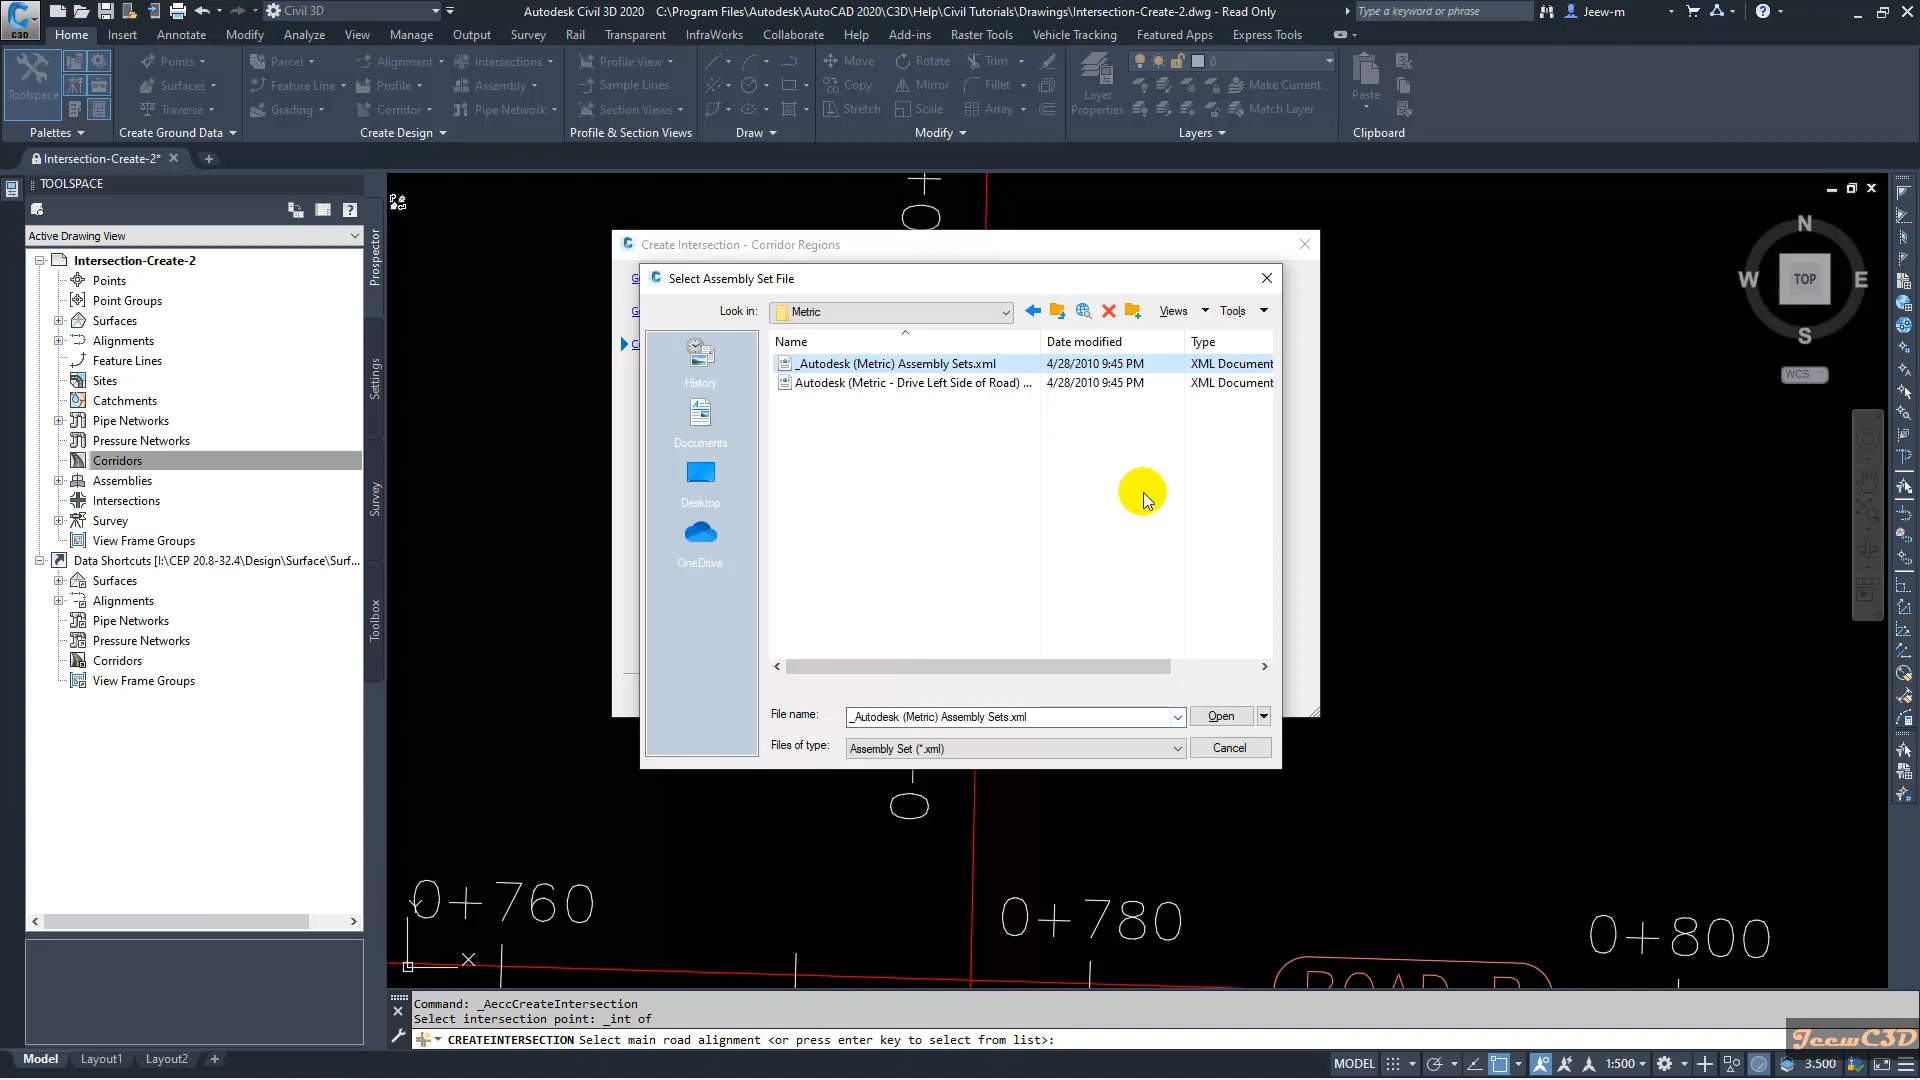 Civil 3D
Autodesk Civil 3D 2020 C:\Program Files\Autodesk\AutoCAD 2020\C3D\Help\Civil Tutorials\Drawings\Intersection-Create-2.dwg - Read Only
Type a keyword or phrase
Jeew-m
C3D
Home Insert Annotate Modify Analyze View Manage Output Survey Rail Transparent InfraWorks Collaborate Help Add-ins Raster Tools Vehicle Tracking Featured Apps Express Tools
Points Parcel Alignment Intersections Profile View Move Rotate Trim 0
Toolspace Surfaces Feature Line Profile Assembly Sample Lines Copy Mirror Fillet Layer Properties Make Current Paste
Traverse Grading Corridor Pipe Network Section Views Stretch Scale Array Match Layer
Palettes Create Ground Data Create Design Profile & Section Views Draw Modify Layers Clipboard
Intersection-Create-2*
TOOLSPACE
Active Drawing View
Intersection-Create-2
Points
Point Groups
Surfaces
Alignments
Feature Lines
Sites
Catchments
Pipe Networks
Pressure Networks
Corridors
Assemblies
Intersections
Survey
View Frame Groups
Data Shortcuts [I:\CEP 20.8-32.4\Design\Surface\Surf...
Surfaces
Alignments
Pipe Networks
Pressure Networks
Corridors
View Frame Groups
Prospector
Settings
Survey
Toolbox
Create Intersection - Corridor Regions
Select Assembly Set File
Look in: Metric Views Tools
Name Date modified Type
_Autodesk (Metric) Assembly Sets.xml 4/28/2010 9:45 PM XML Document
Autodesk (Metric - Drive Left Side of Road) ... 4/28/2010 9:45 PM XML Document
History
Documents
Desktop
OneDrive
File name: _Autodesk (Metric) Assembly Sets.xml Open
Files of type: Assembly Set (*.xml) Cancel
N
W TOP E
S
WCS
0
0
0+760
0+780
0+800
X
Command: _AeccCreateIntersection
Select intersection point: _int of
CREATEINTERSECTION Select main road alignment <or press enter key to select from list>:
JeewC3D
Model Layout1 Layout2
MODEL 1:500 3.500